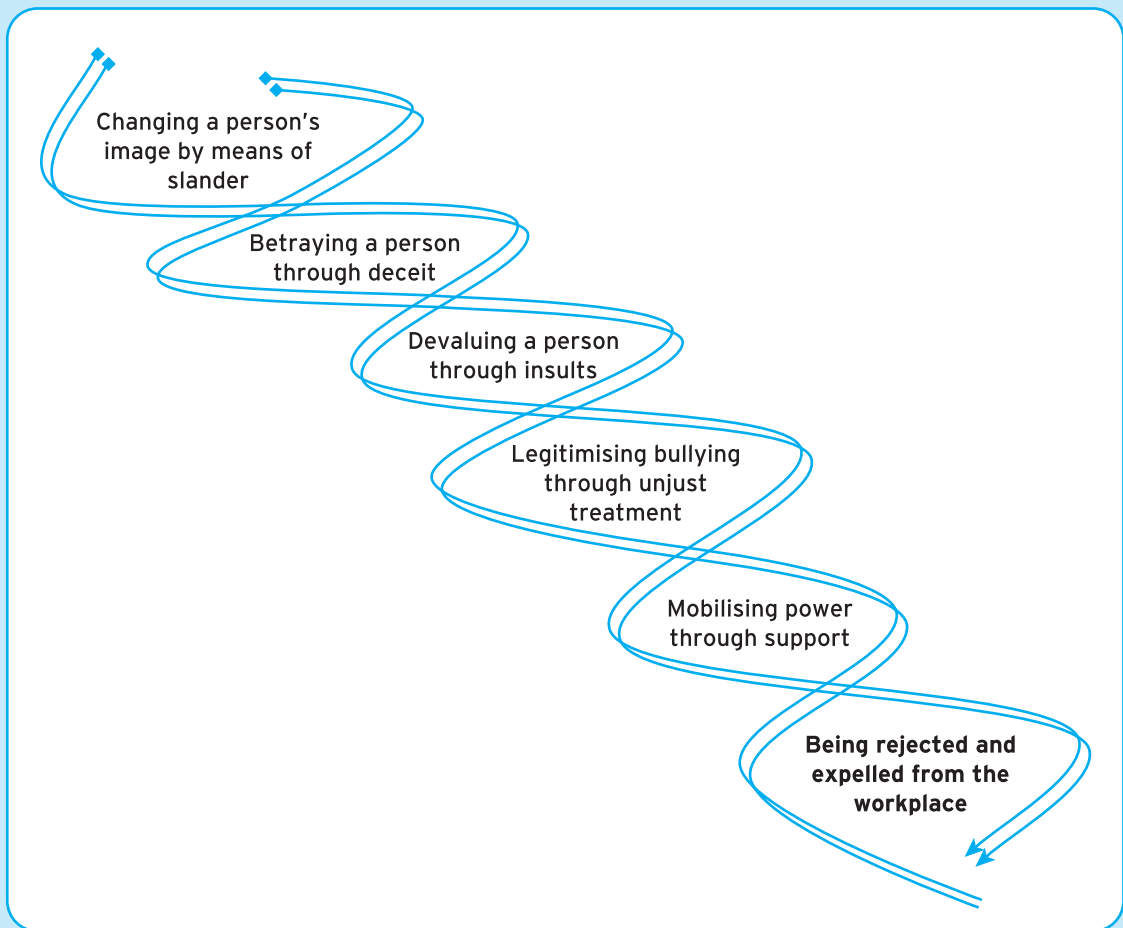 Changing a person's
image by means of
slander
Betraying a person
through deceit
Devaluing a person
through insults
Legitimising bullying
through unjust
treatment
Mobilising power
through support
Being rejected and
expelled from the
workplace